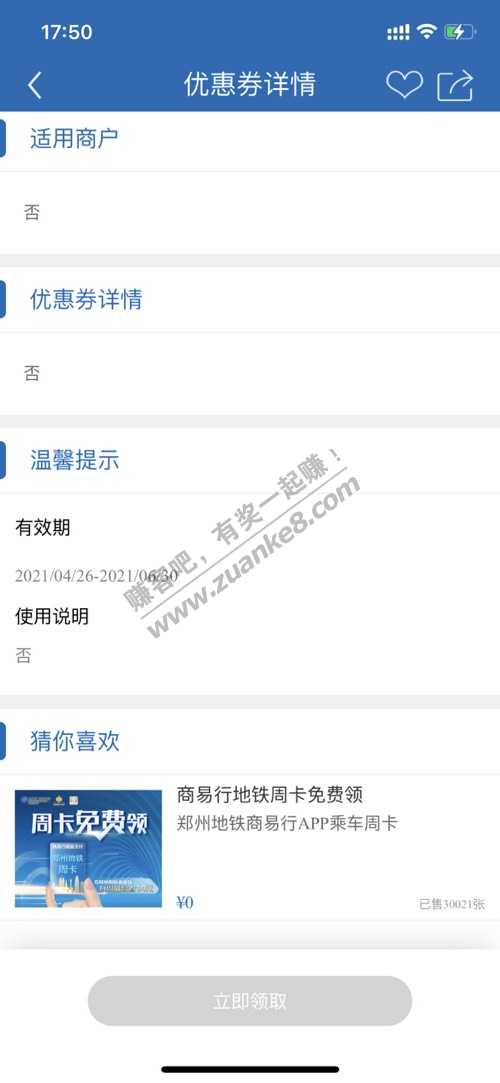 17:50
优惠券详情
适用商户
否
优惠券详情
否
温馨提示
有效期
2021/04/26-2021/06/30
使用说明
否
赚客吧，有奖一起赚！
www.zuanke8.com
猜你喜欢
商易行地铁周卡免费领
郑州地铁商易行APP乘车周卡
周卡免费领
郑州地铁
周卡
¥0
已售30021张
立即领取